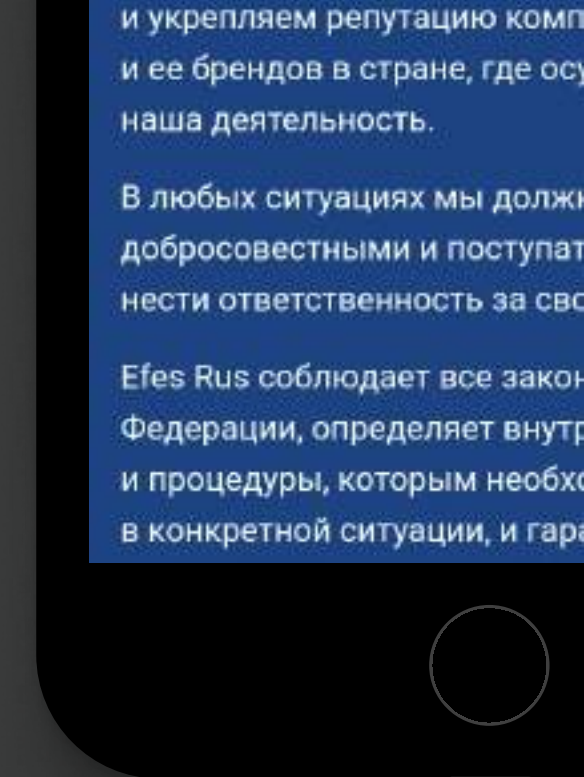 и укрепляем репутацию комп
и ее брендов в стране, где осу
наша деятельность.
В любых ситуациях мы должн
добросовестными и поступат
нести ответственность за сво
Efes Rus соблюдает все закон
Федерации, определяет внутр
и процедуры, которым необхо
в конкретной ситуации, и гара